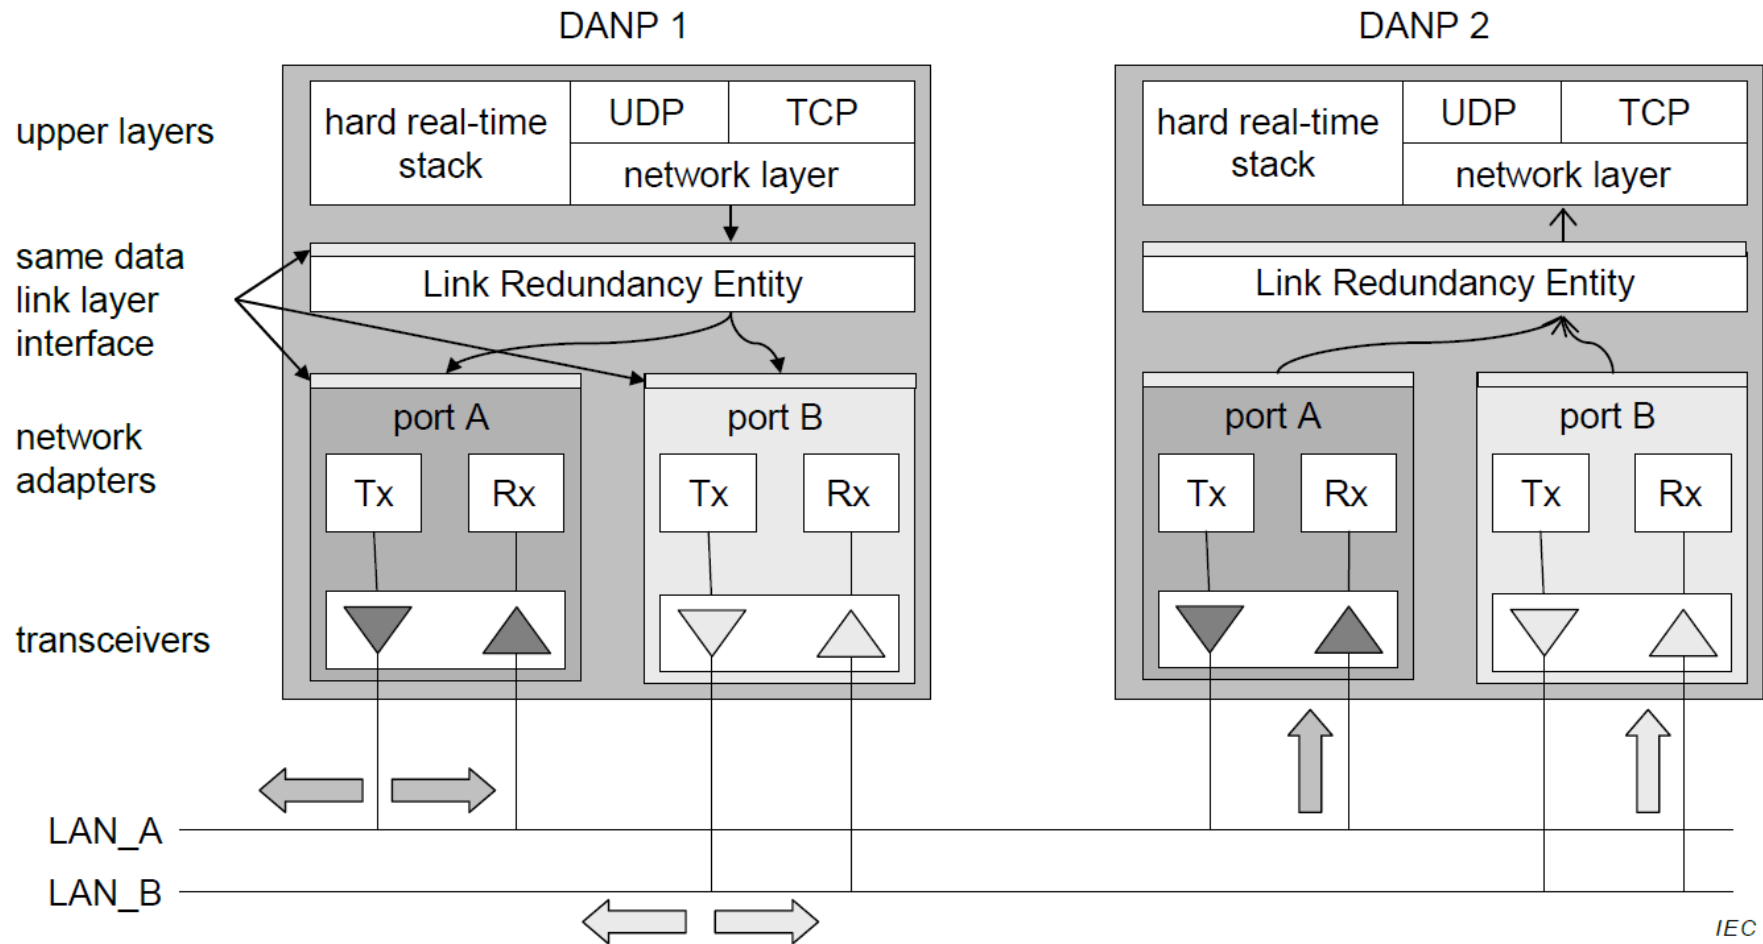 DANP 1
DANP 2
upper layers
hard real-time
stack
UDP
TCP
network layer
hard real-time
stack
UDP
TCP
network layer
same data
link layer
interface
Link Redundancy Entity
Link Redundancy Entity
network
adapters
port A
port B
port A
port B
Tx
Rx
Tx
Rx
Tx
Rx
Tx
Rx
transceivers
LAN_A
LAN_B
IEC